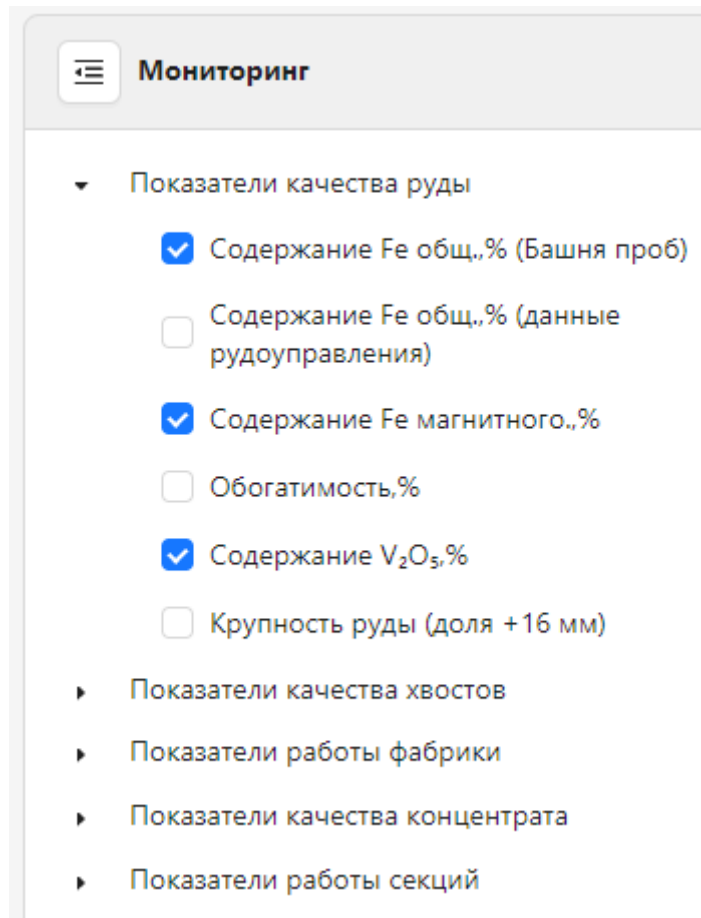 Мониторинг
Показатели качества руды
Содержание Fe общ.,% (Башня проб)
Содержание Fe общ.,% (данные
рудоуправления)
Содержание Fe магнитного.,%
Обогатимость,%
Содержание V₂O₅,%
Крупность руды (доля +16 мм)
Показатели качества хвостов
Показатели работы фабрики
Показатели качества концентрата
Показатели работы секций